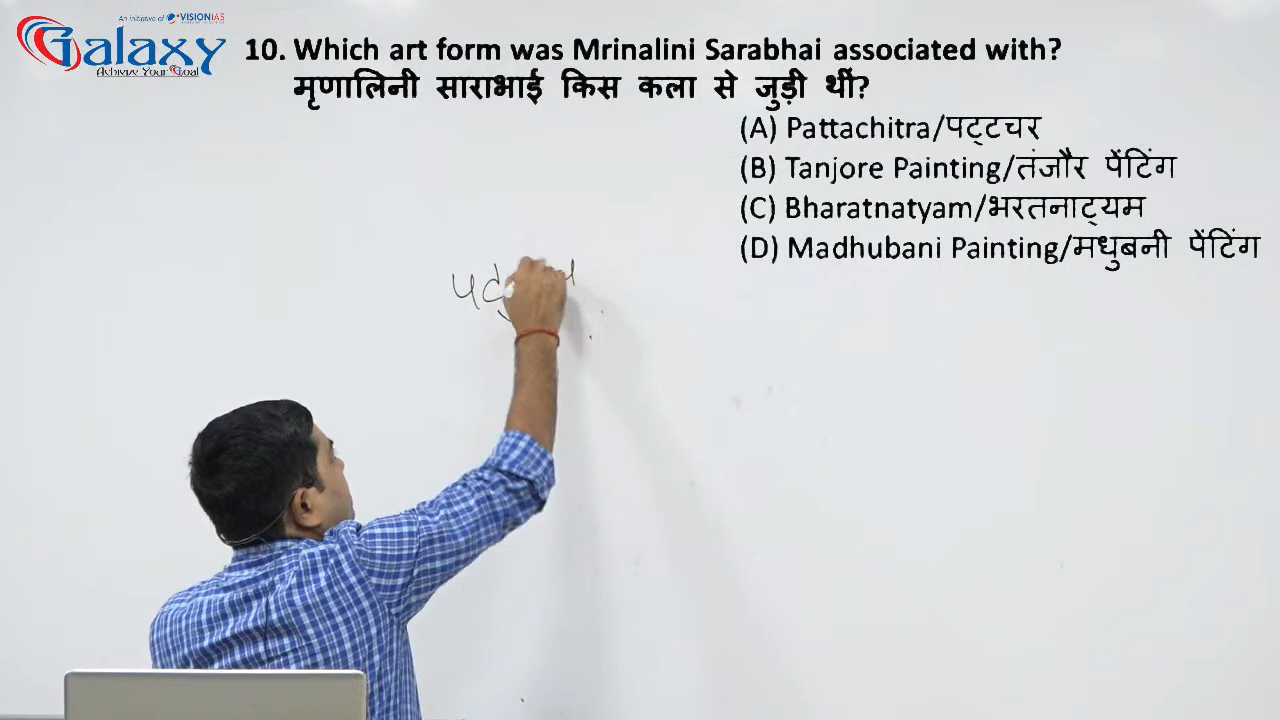 An initiative of VISIONIAS
Galaxy
Achieve Your Goal
10. Which art form was Mrinalini Sarabhai associated with?
मृणालिनी साराभाई किस कला से जुड़ी थीं?
(A) Pattachitra/पट्टचर
(B) Tanjore Painting/तंजौर पेंटिंग
(C) Bharatnatyam/भरतनाट्यम
(D) Madhubani Painting/मधुबनी पेंटिंग